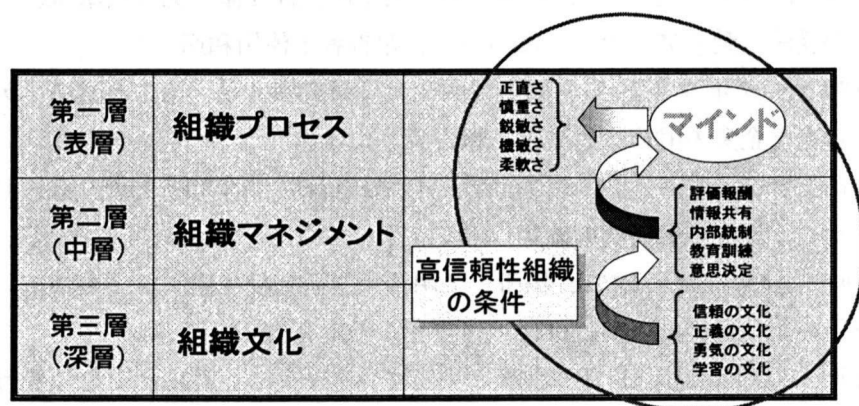 第一層
（表層）
組織プロセス
正直さ
慎重さ
鋭敏さ
機敏さ
柔軟さ
マインド
第二層
（中層）
組織マネジメント
評価報酬
情報共有
内部統制
教育訓練
意思決定
高信頼性組織
の条件
第三層
（深層）
組織文化
信頼の文化
正義の文化
勇気の文化
学習の文化